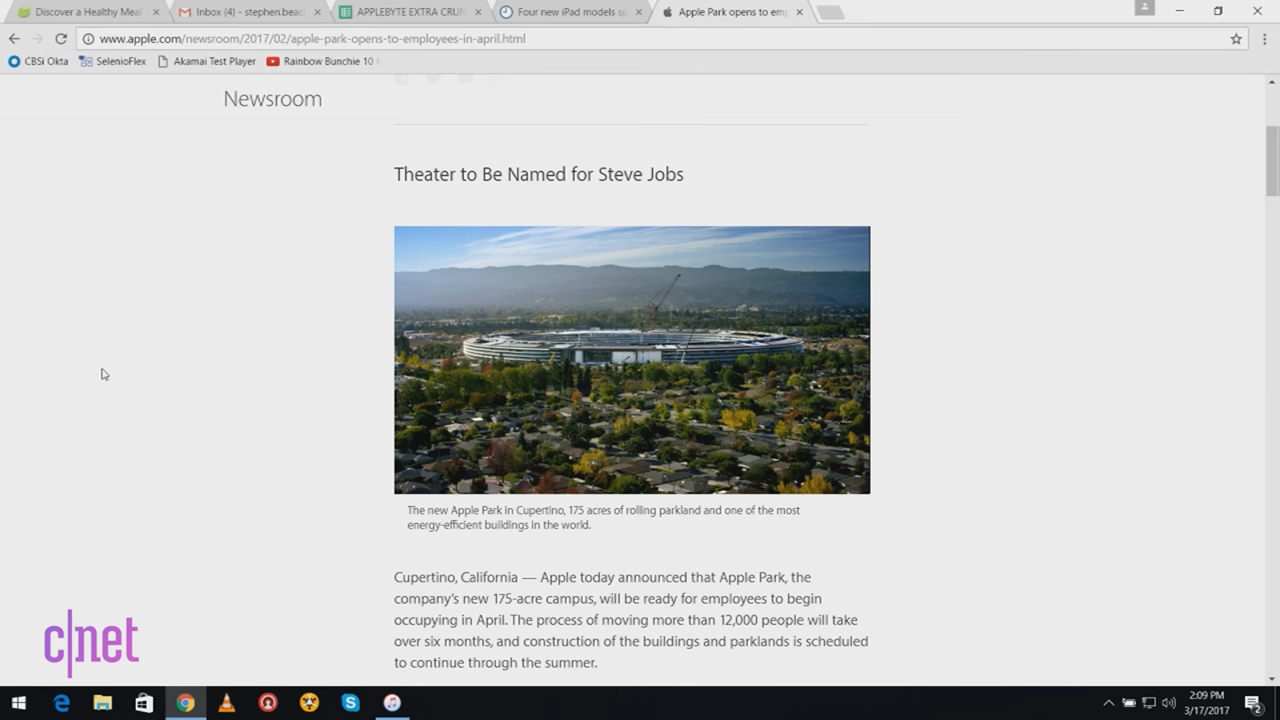 Discover a Healthy Meal
Inbox (4) - stephen.beac
APPLEBYTE EXTRA CRUN
Four new iPad models sp
Apple Park opens to emp
www.apple.com/newsroom/2017/02/apple-park-opens-to-employees-in-april.html
CBSi Okta
SelenioFlex
Akamai Test Player
Rainbow Bunchie 10 H
Newsroom
Theater to Be Named for Steve Jobs
The new Apple Park in Cupertino, 175 acres of rolling parkland and one of the most
energy-efficient buildings in the world.
Cupertino, California — Apple today announced that Apple Park, the
company's new 175-acre campus, will be ready for employees to begin
occupying in April. The process of moving more than 12,000 people will take
over six months, and construction of the buildings and parklands is scheduled
to continue through the summer.
c|net
2:09 PM
3/17/2017
2